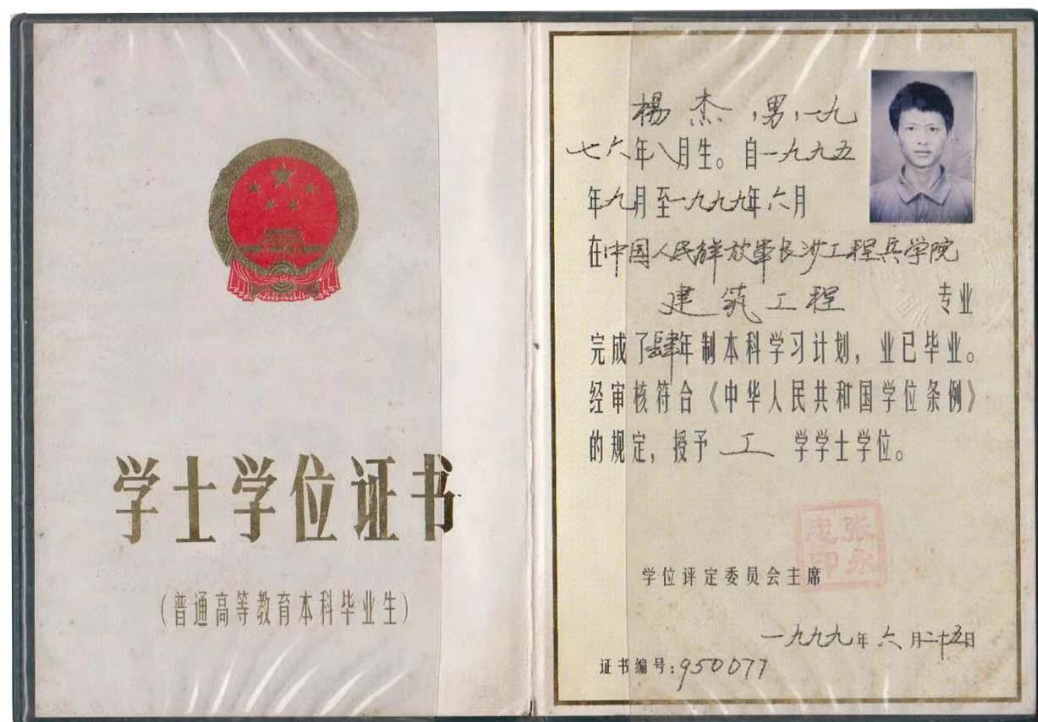 学士学位证书
(普通高等教育本科毕业生)
楊杰,男,一九
七六年八月生。自一九九五
年九月至一九九九年六月
在中国人民解放军长沙工程兵学院
建筑工程 专业
完成了肆年制本科学习计划,业已毕业。
经审核符合《中华人民共和国学位条例》
的规定,授予 工 学学士学位。
张永忠印
学位评定委员会主席
一九九九年六月二十五日
证书编号:950077